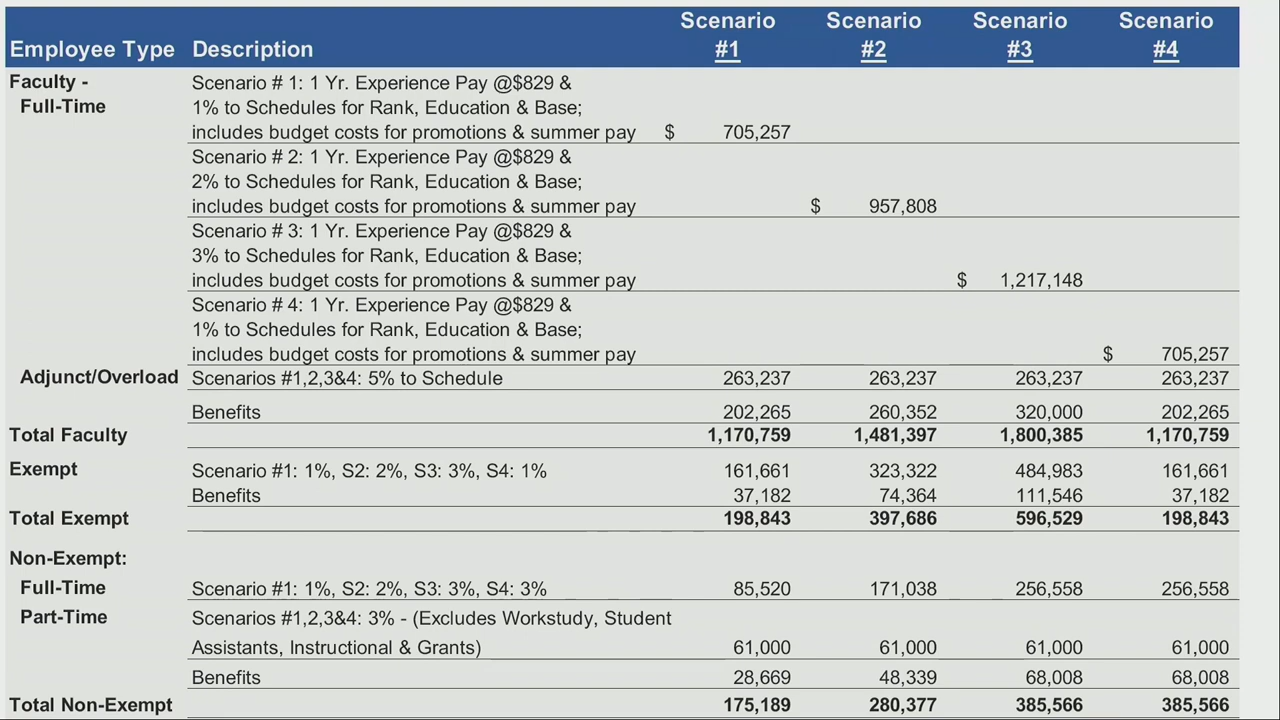 Employee Type Description Scenario #1 Scenario #2 Scenario #3 Scenario #4
Faculty - Scenario # 1: 1 Yr. Experience Pay @$829 &
Full-Time 1% to Schedules for Rank, Education & Base;
includes budget costs for promotions & summer pay $ 705,257
Scenario # 2: 1 Yr. Experience Pay @$829 &
2% to Schedules for Rank, Education & Base;
includes budget costs for promotions & summer pay $ 957,808
Scenario # 3: 1 Yr. Experience Pay @$829 &
3% to Schedules for Rank, Education & Base;
includes budget costs for promotions & summer pay $ 1,217,148
Scenario # 4: 1 Yr. Experience Pay @$829 &
1% to Schedules for Rank, Education & Base;
includes budget costs for promotions & summer pay $ 705,257
Adjunct/Overload Scenarios #1,2,3&4: 5% to Schedule 263,237 263,237 263,237 263,237
Benefits 202,265 260,352 320,000 202,265
Total Faculty 1,170,759 1,481,397 1,800,385 1,170,759
Exempt Scenario #1: 1%, S2: 2%, S3: 3%, S4: 1% 161,661 323,322 484,983 161,661
Benefits 37,182 74,364 111,546 37,182
Total Exempt 198,843 397,686 596,529 198,843
Non-Exempt:
Full-Time Scenario #1: 1%, S2: 2%, S3: 3%, S4: 3% 85,520 171,038 256,558 256,558
Part-Time Scenarios #1,2,3&4: 3% - (Excludes Workstudy, Student
Assistants, Instructional & Grants) 61,000 61,000 61,000 61,000
Benefits 28,669 48,339 68,008 68,008
Total Non-Exempt 175,189 280,377 385,566 385,566